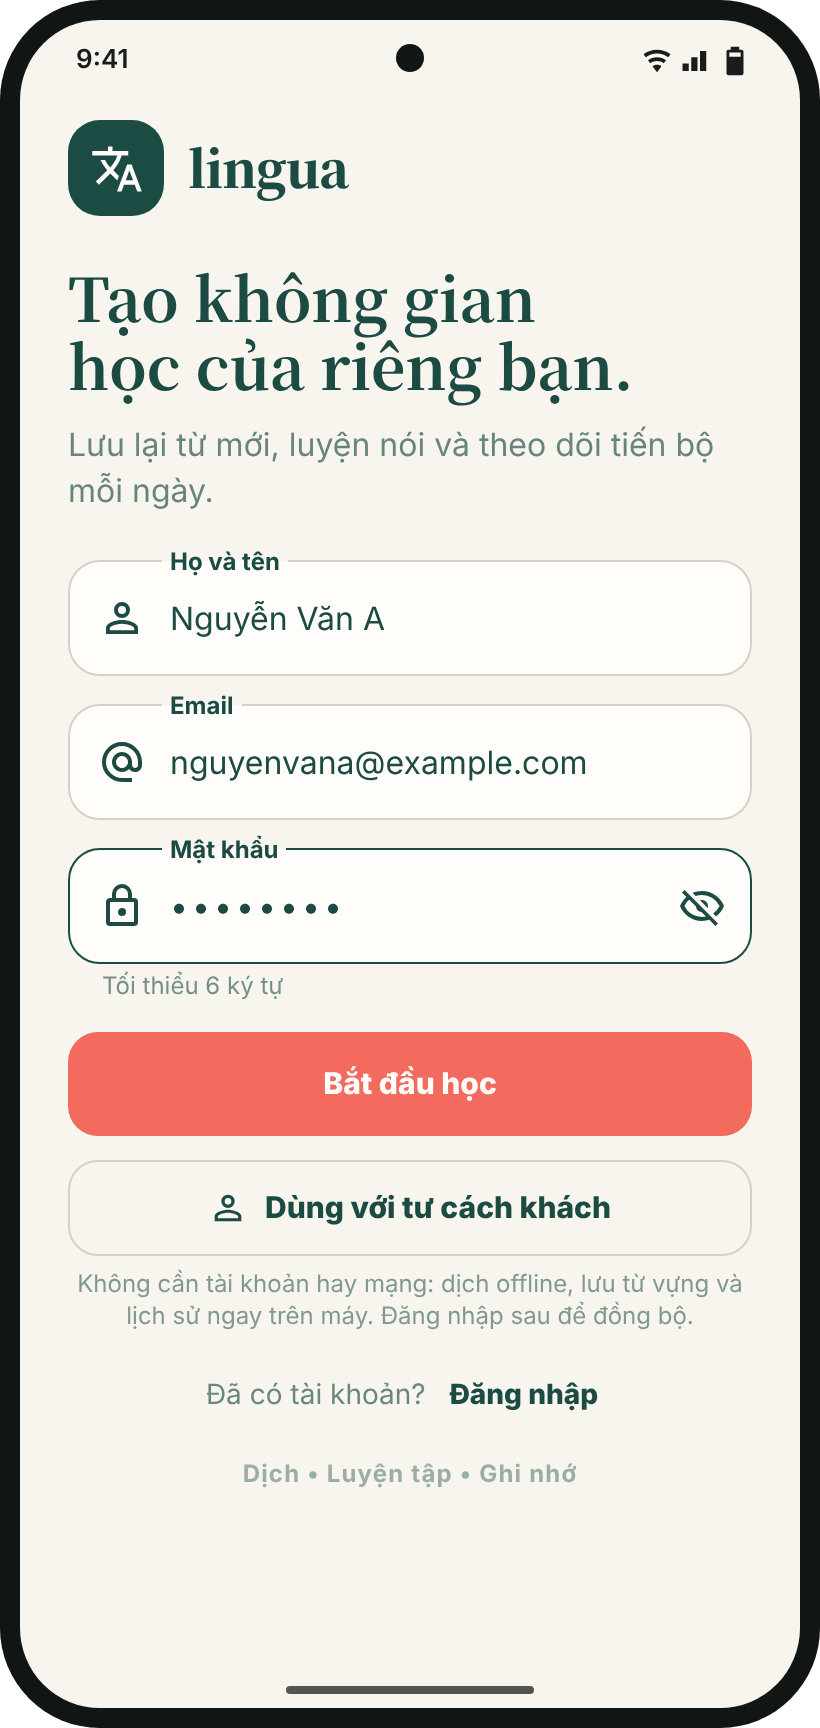 9:41
lingua
Tạo không gian
học của riêng bạn.
Lưu lại từ mới, luyện nói và theo dõi tiến bộ
mỗi ngày.
Họ và tên
Nguyễn Văn A
Email
nguyenvana@example.com
Mật khẩu
••••••••
Tối thiểu 6 ký tự
Bắt đầu học
Dùng với tư cách khách
Không cần tài khoản hay mạng: dịch offline, lưu từ vựng và
lịch sử ngay trên máy. Đăng nhập sau để đồng bộ.
Đã có tài khoản? Đăng nhập
Dịch • Luyện tập • Ghi nhớ